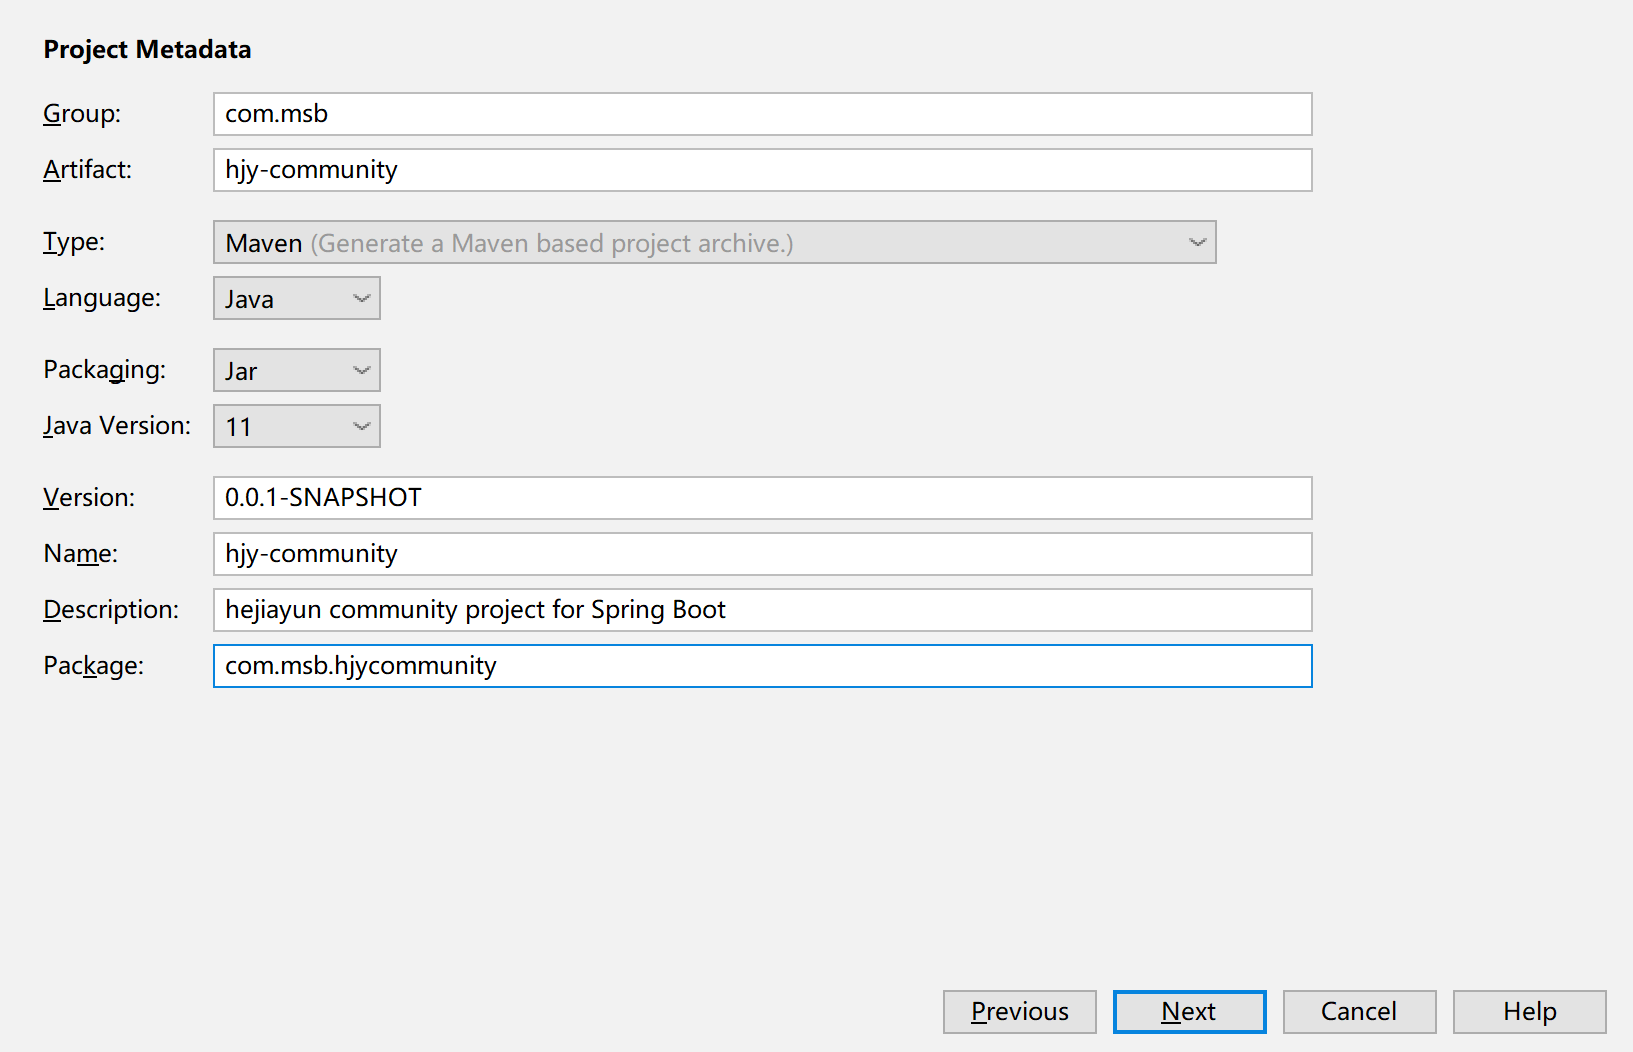 Project Metadata
Group: com.msb
Artifact: hjy-community
Type: Maven (Generate a Maven based project archive.)
Language: Java
Packaging: Jar
Java Version: 11
Version: 0.0.1-SNAPSHOT
Name: hjy-community
Description: hejiayun community project for Spring Boot
Package: com.msb.hjycommunity
Previous Next Cancel Help